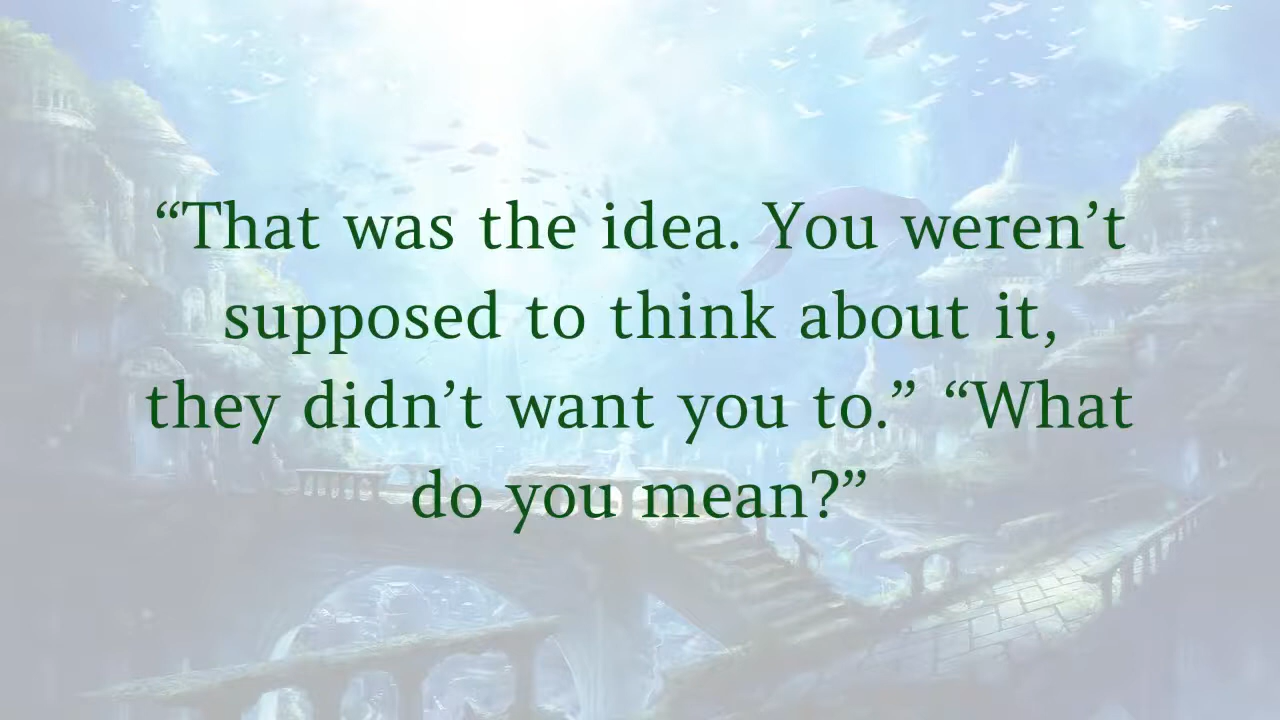 “That was the idea. You weren’t
supposed to think about it,
they didn’t want you to.” “What
do you mean?”